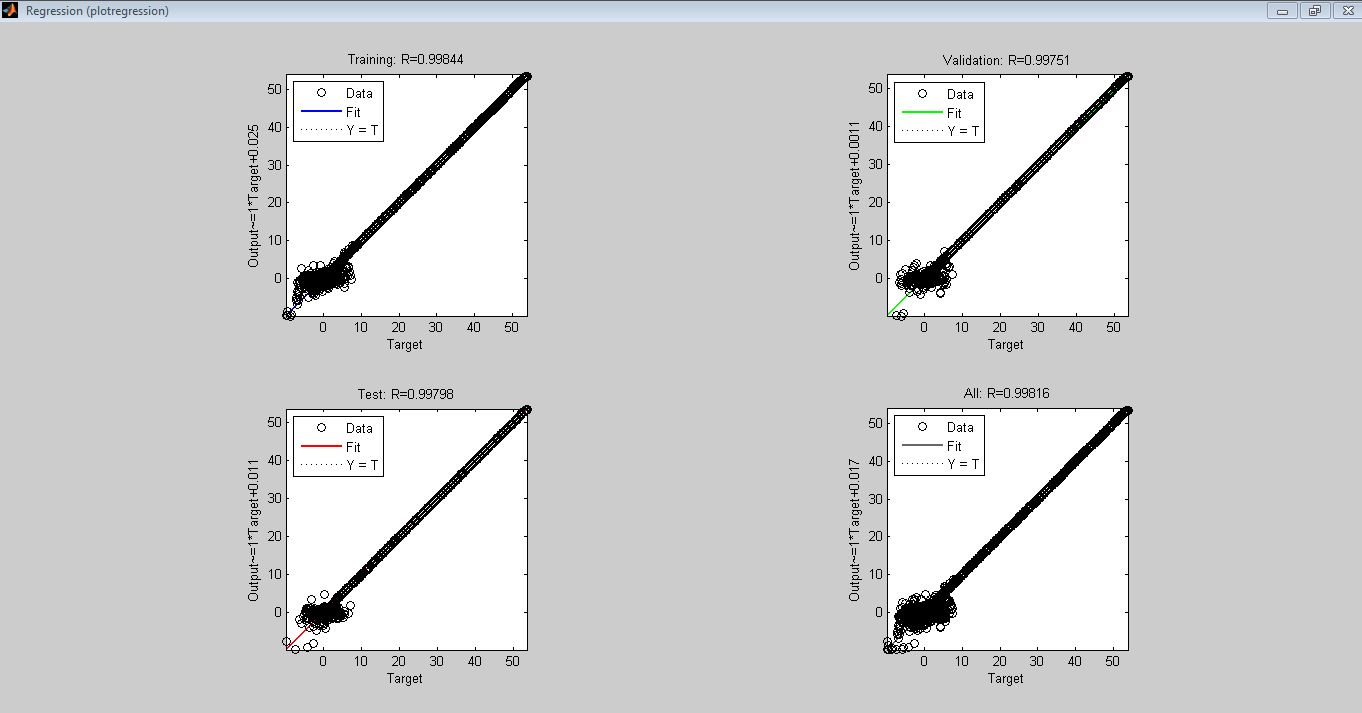 Regression (plotregression)
Training: R=0.99844
Data
Fit
Y = T
Output~=1*Target+0.025
50
40
30
20
10
0
0 10 20 30 40 50
Target
Validation: R=0.99751
Data
Fit
Y = T
Output~=1*Target+0.0011
50
40
30
20
10
0
0 10 20 30 40 50
Target
Test: R=0.99798
Data
Fit
Y = T
Output~=1*Target+0.011
50
40
30
20
10
0
0 10 20 30 40 50
Target
All: R=0.99816
Data
Fit
Y = T
Output~=1*Target+0.017
50
40
30
20
10
0
0 10 20 30 40 50
Target